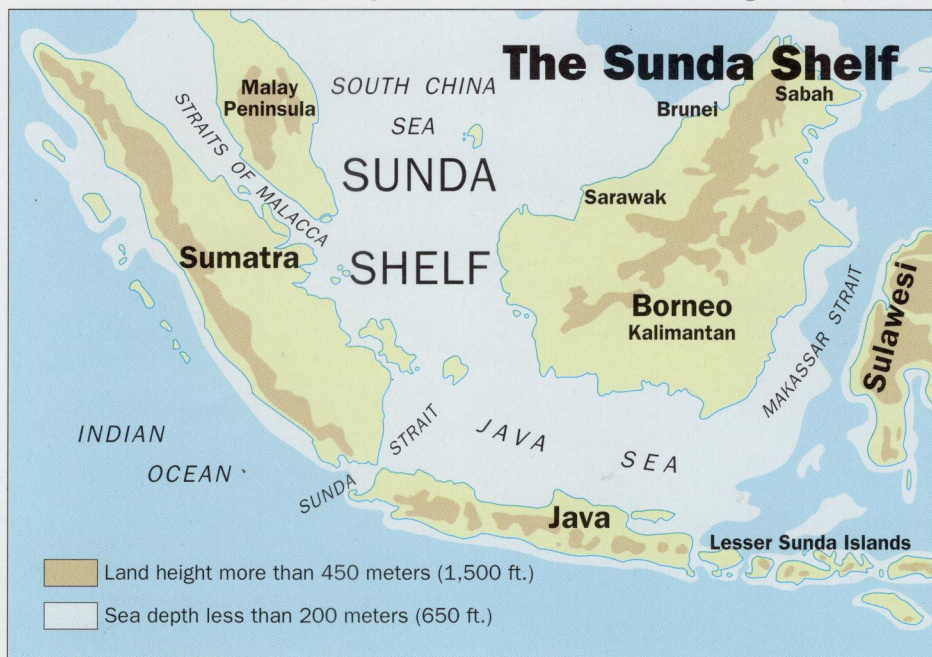 The Sunda Shelf
Malay
Peninsula
SOUTH CHINA
SEA
STRAITS OF MALACCA
Brunei
Sabah
SUNDA
SHELF
Sarawak
Sumatra
Borneo
Kalimantan
MAKASSAR STRAIT
Sulawesi
INDIAN
OCEAN
SUNDA
STRAIT
JAVA
SEA
Java
Lesser Sunda Islands
Land height more than 450 meters (1,500 ft.)
Sea depth less than 200 meters (650 ft.)